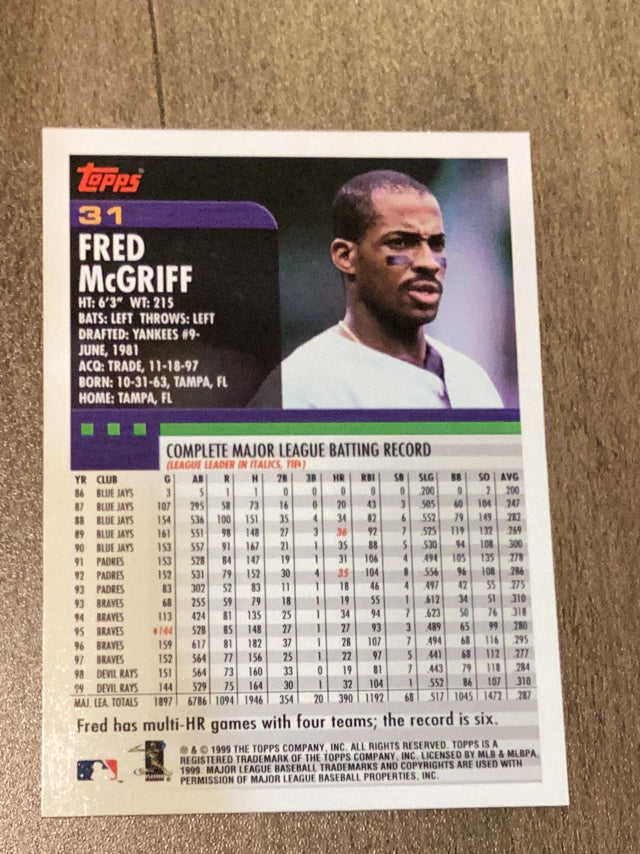 Topps
31
FRED
McGRIFF
HT: 6'3" WT: 215
BATS: LEFT THROWS: LEFT
DRAFTED: YANKEES #9-
JUNE, 1981
ACQ: TRADE, 11-18-97
BORN: 10-31-63, TAMPA, FL
HOME: TAMPA, FL
COMPLETE MAJOR LEAGUE BATTING RECORD
(LEAGUE LEADER IN ITALICS, TIE♦)
YR CLUB G AB R H 2B 3B HR RBI SB SLG BB SO AVG
86 BLUE JAYS 3 5 1 1 0 0 0 0 0 .200 0 2 .200
87 BLUE JAYS 107 295 58 73 16 0 20 43 3 .505 60 104 .247
88 BLUE JAYS 154 536 100 151 35 4 34 82 6 .552 79 149 .282
89 BLUE JAYS 161 551 98 148 27 3 36 92 7 .525 119 132 .269
90 BLUE JAYS 153 557 91 167 21 1 35 88 5 .530 94 108 .300
91 PADRES 153 528 84 147 19 1 31 106 4 .494 105 135 .278
92 PADRES 152 531 79 152 30 4 35 104 8 .556 96 108 .286
93 PADRES 83 302 52 83 11 1 18 46 4 .497 42 55 .275
93 BRAVES 68 255 59 79 18 1 19 55 1 .612 34 51 .310
94 BRAVES 113 424 81 135 25 1 34 94 7 .623 50 76 .318
95 BRAVES ♦144 528 85 148 27 1 27 93 3 .489 65 99 .280
96 BRAVES 159 617 81 182 37 1 28 107 7 .494 68 116 .295
97 BRAVES 152 564 77 156 25 1 22 97 5 .441 68 112 .277
98 DEVIL RAYS 151 564 73 160 33 0 19 81 7 .443 79 118 .284
99 DEVIL RAYS 144 529 75 164 30 1 32 104 1 .552 86 107 .310
MAJ. LEA. TOTALS 1897 6786 1094 1946 354 20 390 1192 68 .517 1045 1472 .287
Fred has multi-HR games with four teams; the record is six.
® & © 1999 THE TOPPS COMPANY, INC. ALL RIGHTS RESERVED. TOPPS IS A
REGISTERED TRADEMARK OF THE TOPPS COMPANY, INC. LICENSED BY MLB & MLBPA,
1999. MAJOR LEAGUE BASEBALL TRADEMARKS AND COPYRIGHTS ARE USED WITH
PERMISSION OF MAJOR LEAGUE BASEBALL PROPERTIES, INC.